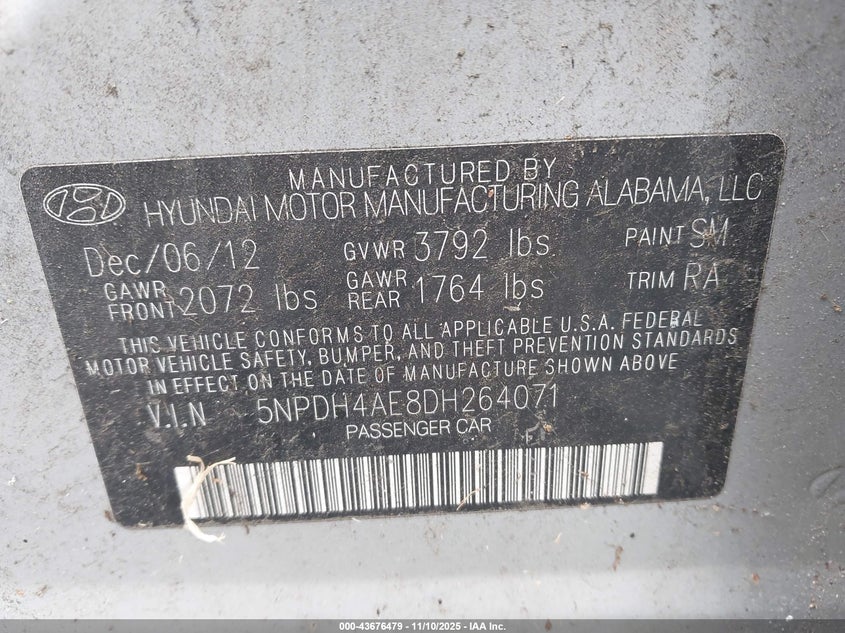 MANUFACTURED BY
HYUNDAI MOTOR MANUFACTURING ALABAMA, LLC
Dec/06/12 GVWR 3792 lbs PAINT SM
GAWR FRONT 2072 lbs GAWR REAR 1764 lbs TRIM RA
THIS VEHICLE CONFORMS TO ALL APPLICABLE U.S.A. FEDERAL
MOTOR VEHICLE SAFETY, BUMPER, AND THEFT PREVENTION STANDARDS
IN EFFECT ON THE DATE OF MANUFACTURE SHOWN ABOVE
V.I.N 5NPDH4AE8DH264071
PASSENGER CAR
000-43676479 - 11/10/2025 - IAA Inc.